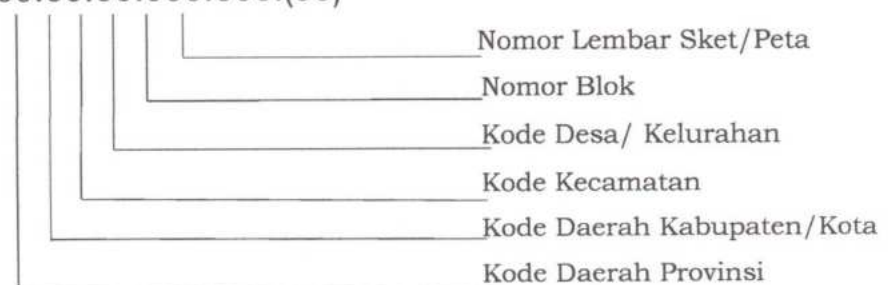 Nomor Lembar Sket/Peta
Nomor Blok
Kode Desa/ Kelurahan
Kode Kecamatan
Kode Daerah Kabupaten/Kota
Kode Daerah Provinsi